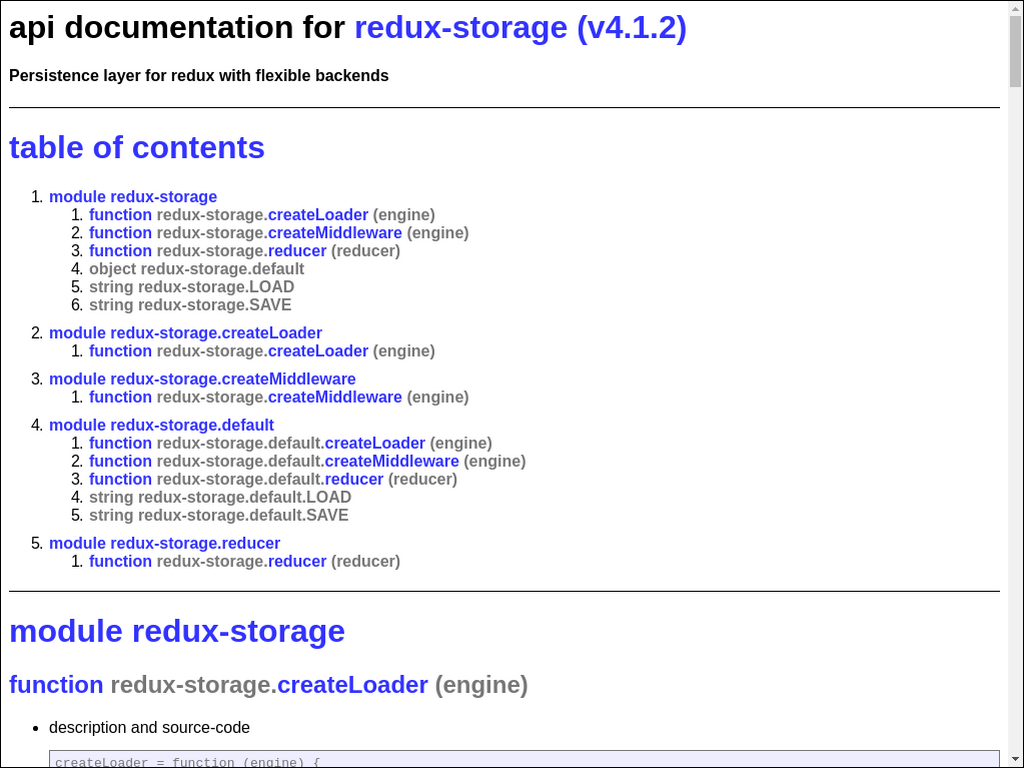 api documentation for redux-storage (v4.1.2)
Persistence layer for redux with flexible backends
table of contents
1. module redux-storage
1. function redux-storage.createLoader (engine)
2. function redux-storage.createMiddleware (engine)
3. function redux-storage.reducer (reducer)
4. object redux-storage.default
5. string redux-storage.LOAD
6. string redux-storage.SAVE
2. module redux-storage.createLoader
1. function redux-storage.createLoader (engine)
3. module redux-storage.createMiddleware
1. function redux-storage.createMiddleware (engine)
4. module redux-storage.default
1. function redux-storage.default.createLoader (engine)
2. function redux-storage.default.createMiddleware (engine)
3. function redux-storage.default.reducer (reducer)
4. string redux-storage.default.LOAD
5. string redux-storage.default.SAVE
5. module redux-storage.reducer
1. function redux-storage.reducer (reducer)
module redux-storage
function redux-storage.createLoader (engine)
• description and source-code
createLoader = function (engine) {